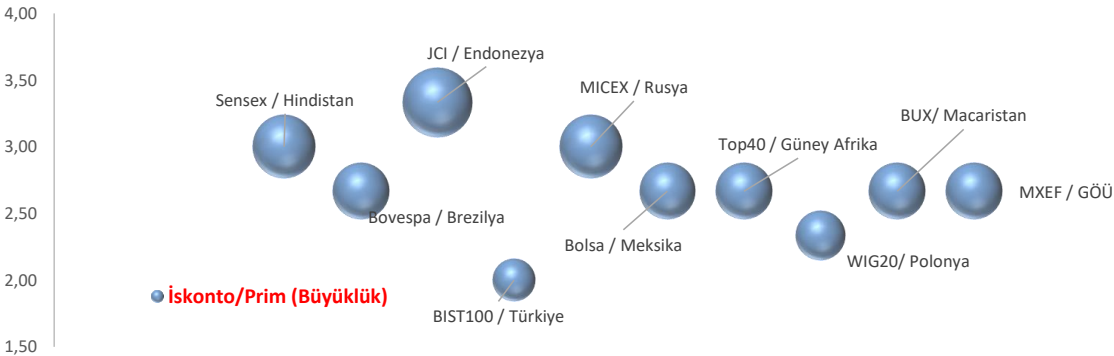 4,00
3,50
3,00
2,50
2,00
1,50
JCI / Endonezya
Sensex / Hindistan
MICEX / Rusya
BUX/ Macaristan
Top40 / Güney Afrika
MXEF / GÖÜ
Bovespa / Brezilya
Bolsa / Meksika
WIG20/ Polonya
İskonto/Prim (Büyüklük)
BIST100 / Türkiye